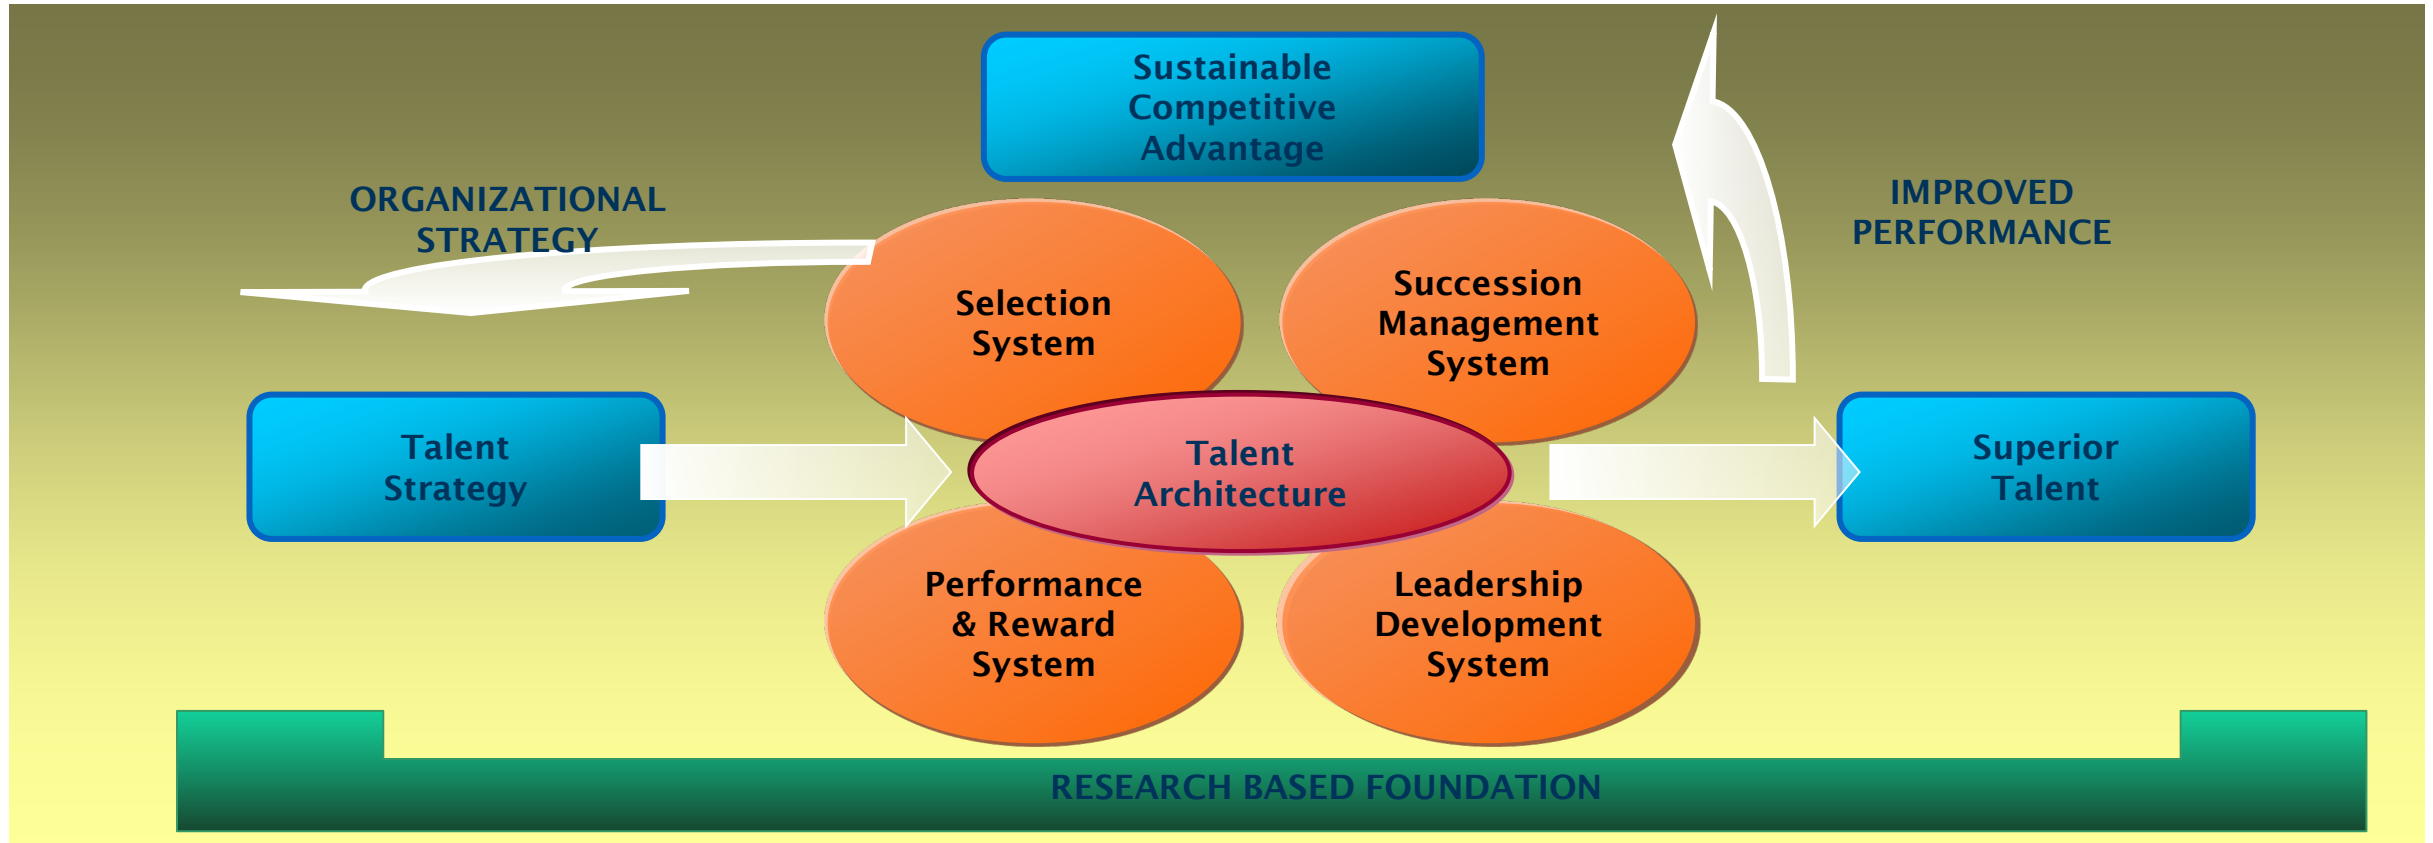 Sustainable
Competitive
Advantage
ORGANIZATIONAL
STRATEGY
IMPROVED
PERFORMANCE
Selection
System
Succession
Management
System
Talent
Strategy
Talent
Architecture
Superior
Talent
Performance
& Reward
System
Leadership
Development
System
RESEARCH BASED FOUNDATION